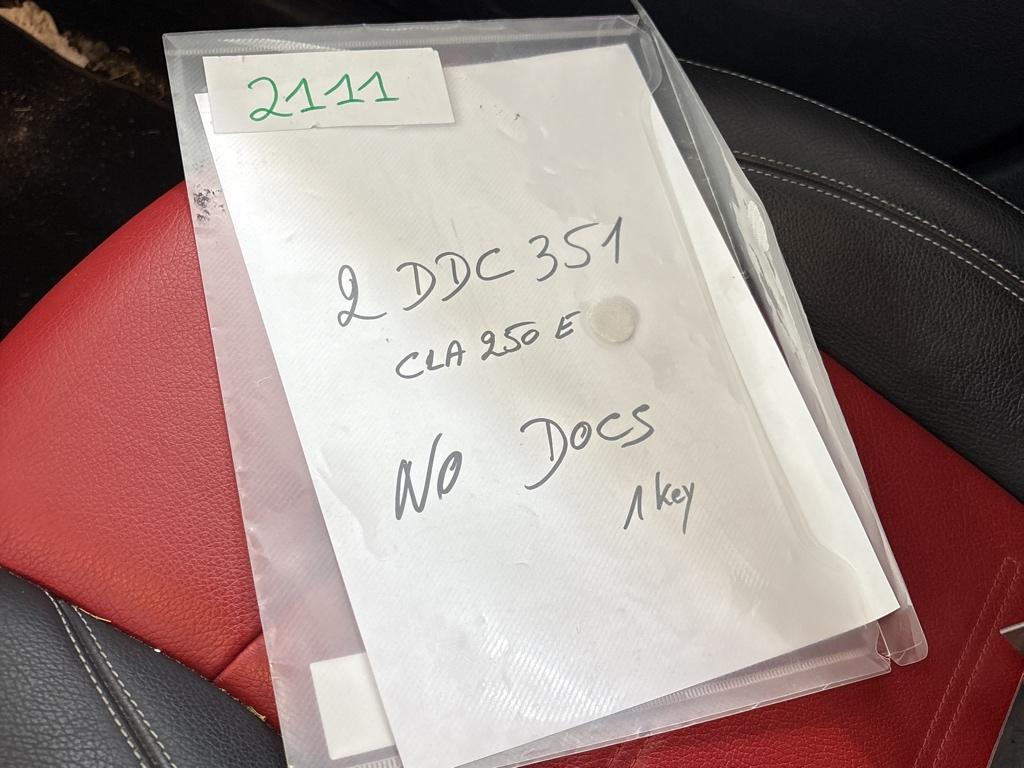 2111
2 DDC 351
CLA 250 E
NO DOCS
1 key